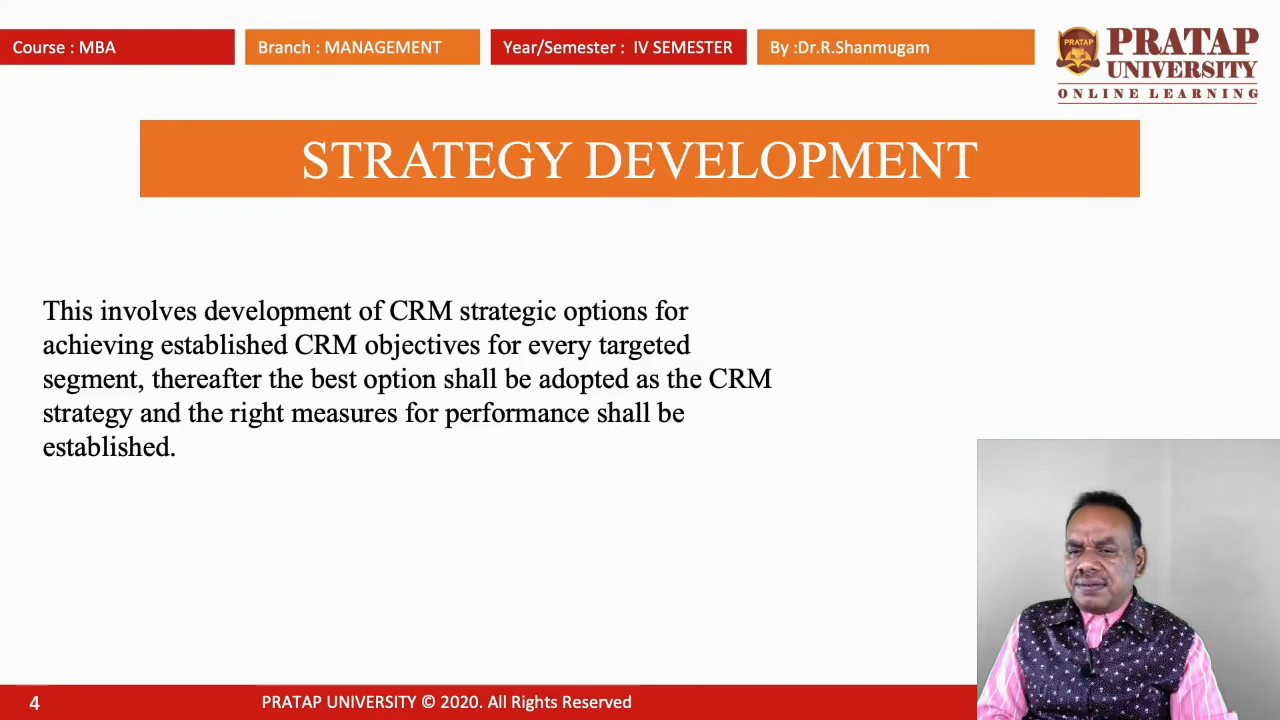 Course : MBA
Branch : MANAGEMENT
Year/Semester :  IV SEMESTER
By :Dr.R.Shanmugam
PRATAP
PRATAP
UNIVERSITY
ONLINE LEARNING
STRATEGY DEVELOPMENT
This involves development of CRM strategic options for
achieving established CRM objectives for every targeted
segment, thereafter the best option shall be adopted as the CRM
strategy and the right measures for performance shall be
established.
4
PRATAP UNIVERSITY © 2020. All Rights Reserved